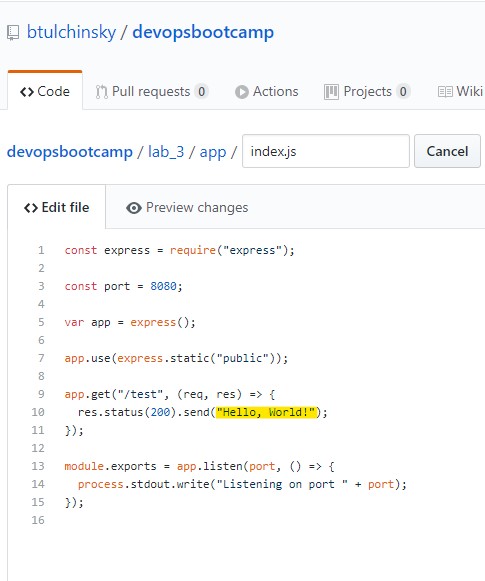 btulchinsky / devopsbootcamp
Code Pull requests 0 Actions Projects 0 Wiki
devopsbootcamp / lab_3 / app / index.js Cancel
Edit file Preview changes
1 const express = require("express");
2
3 const port = 8080;
4
5 var app = express();
6
7 app.use(express.static("public"));
8
9 app.get("/test", (req, res) => {
10 res.status(200).send("Hello, World!");
11 });
12
13 module.exports = app.listen(port, () => {
14 process.stdout.write("Listening on port " + port);
15 });
16